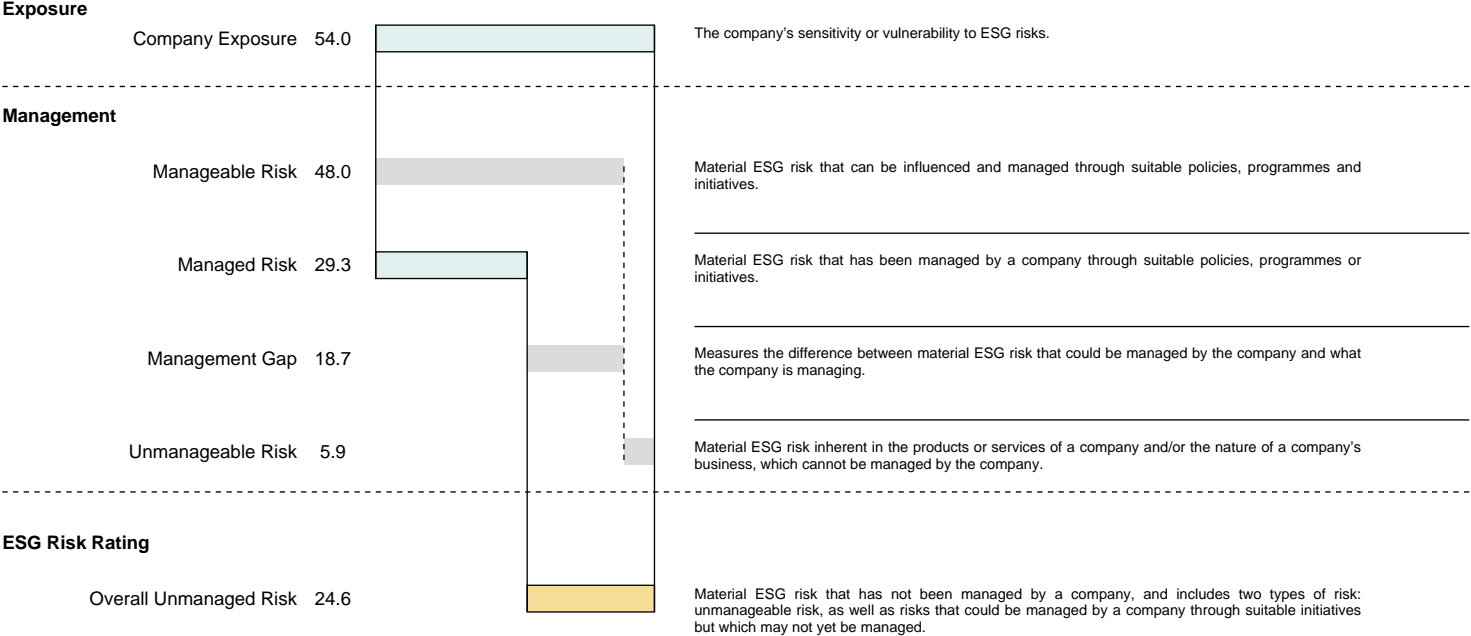 Exposure
Company Exposure 54.0
The company’s sensitivity or vulnerability to ESG risks.
Management
Manageable Risk 48.0
Material ESG risk that can be influenced and managed through suitable policies, programmes and
initiatives.
Managed Risk 29.3
Material ESG risk that has been managed by a company through suitable policies, programmes or
initiatives.
Management Gap 18.7
Measures the difference between material ESG risk that could be managed by the company and what
the company is managing.
Unmanageable Risk 5.9
Material ESG risk inherent in the products or services of a company and/or the nature of a company’s
business, which cannot be managed by the company.
ESG Risk Rating
Overall Unmanaged Risk 24.6
Material ESG risk that has not been managed by a company, and includes two types of risk:
unmanageable risk, as well as risks that could be managed by a company through suitable initiatives
but which may not yet be managed.